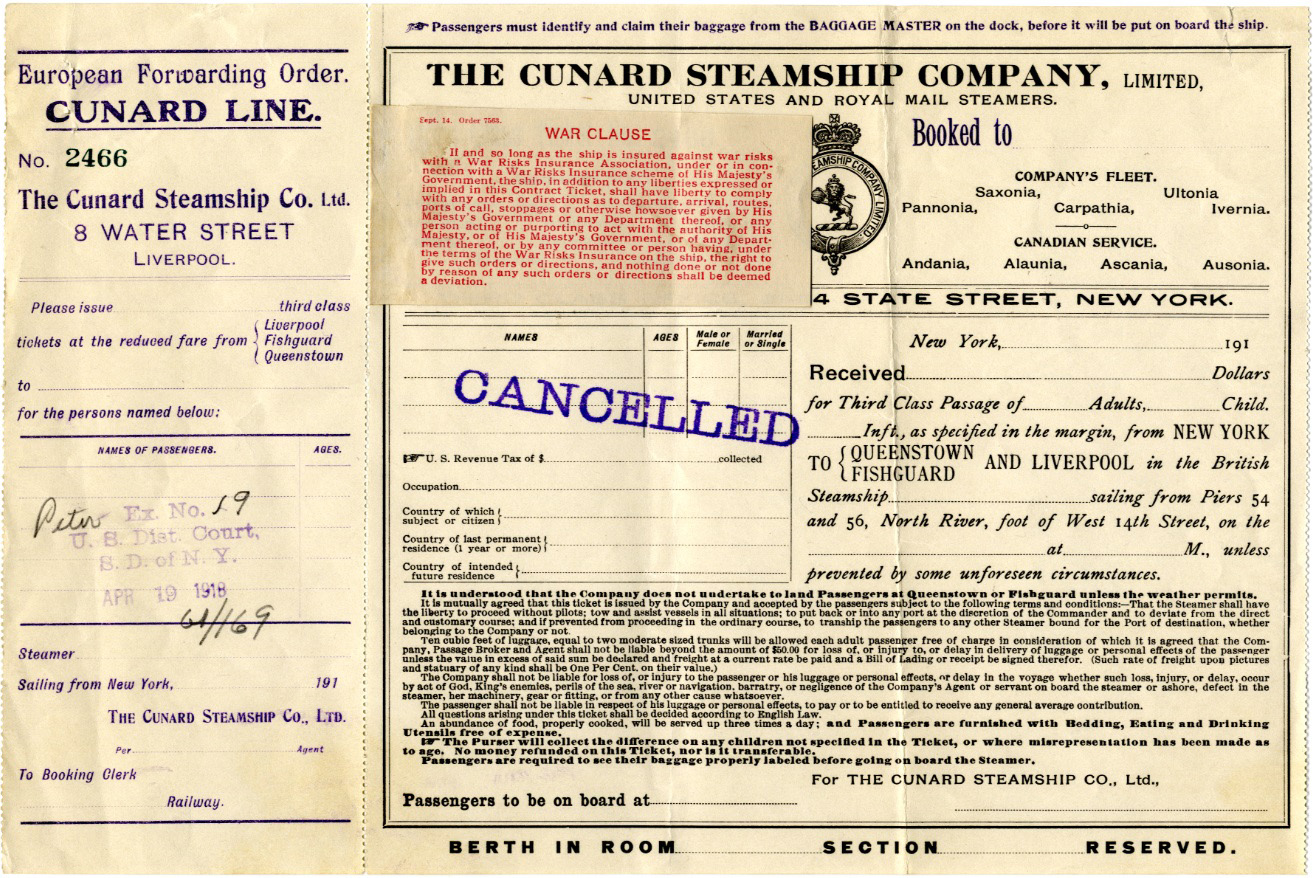 ☞ Passengers must identify and claim their baggage from the BAGGAGE MASTER on the dock, before it will be put on board the ship.
European Forwarding Order.
CUNARD LINE.
No. 2466
The Cunard Steamship Co. Ltd.
8 WATER STREET
LIVERPOOL.
Please issue third class
tickets at the reduced fare from { Liverpool
Fishguard
Queenstown
to
for the persons named below:
NAMES OF PASSENGERS. AGES.
Ex. No. 19
U. S. Dist. Court,
S. D. of N. Y.
APR 19 1918
61/169
Steamer
Sailing from New York, 191
THE CUNARD STEAMSHIP CO., LTD.
Per Agent
To Booking Clerk
Railway.
THE CUNARD STEAMSHIP COMPANY, LIMITED,
UNITED STATES AND ROYAL MAIL STEAMERS.
Sept. 14. Order 7563.
WAR CLAUSE
If and so long as the ship is insured against war risks
with a War Risks Insurance Association, under or in con-
nection with a War Risks Insurance scheme of His Majesty's
Government, the ship, in addition to any liberties expressed or
implied in this Contract Ticket, shall have liberty to comply
with any orders or directions as to departure, arrival, routes,
ports of call, stoppages or otherwise howsoever given by His
Majesty's Government or any Department thereof, or any
person acting or purporting to act with the authority of His
Majesty, or of His Majesty's Government, or of any Depart-
ment thereof, or by any committee or person having, under
the terms of the War Risks Insurance on the ship, the right to
give such orders or directions, and nothing done or not done
by reason of any such orders or directions shall be deemed
a deviation.
EAMSHIP COMPANY LIMITED.
Booked to
COMPANY'S FLEET.
Saxonia, Ultonia
Pannonia, Carpathia, Ivernia.
CANADIAN SERVICE.
Andania, Alaunia, Ascania, Ausonia.
4 STATE STREET, NEW YORK.
NAMES AGES Male or Female Married or Single
CANCELLED
☞ U. S. Revenue Tax of $ collected
Occupation
Country of which
subject or citizen
Country of last permanent
residence (1 year or more)
Country of intended
future residence
New York, 191
Received Dollars
for Third Class Passage of Adults, Child.
Inft., as specified in the margin, from NEW YORK
TO { QUEENSTOWN
FISHGUARD AND LIVERPOOL in the British
Steamship sailing from Piers 54
and 56, North River, foot of West 14th Street, on the
at M., unless
prevented by some unforeseen circumstances.
It is understood that the Company does not undertake to land Passengers at Queenstown or Fishguard unless the weather permits.
It is mutually agreed that this ticket is issued by the Company and accepted by the passengers subject to the following terms and conditions:—That the Steamer shall have
the liberty to proceed without pilots; tow and assist vessels in all situations; to put back or into any port at the discretion of the Commander and to deviate from the direct
and customary course; and if prevented from proceeding in the ordinary course, to tranship the passengers to any other Steamer bound for the Port of destination, whether
belonging to the Company or not.
Ten cubic feet of luggage, equal to two moderate sized trunks will be allowed each adult passenger free of charge in consideration of which it is agreed that the Com-
pany, Passage Broker and Agent shall not be liable beyond the amount of $50.00 for loss of, or injury to, or delay in delivery of luggage or personal effects of the passenger
unless the value in excess of said sum be declared and freight at a current rate be paid and a Bill of Lading or receipt be signed therefor. (Such rate of freight upon pictures
and statuary of any kind shall be One Per Cent. on their value.)
The Company shall not be liable for loss of, or injury to the passenger or his luggage or personal effects, or delay in the voyage whether such loss, injury, or delay, occur
by act of God, King's enemies, perils of the sea, river or navigation, barratry, or negligence of the Company's Agent or servant on board the steamer or ashore, defect in the
steamer, her machinery, gear or fitting, or from any other cause whatsoever.
The passenger shall not be liable in respect of his luggage or personal effects, to pay or to be entitled to receive any general average contribution.
All questions arising under this ticket shall be decided according to English Law.
An abundance of food, properly cooked, will be served up three times a day; and Passengers are furnished with Bedding, Eating and Drinking
Utensils free of expense.
☞ The Purser will collect the difference on any children not specified in the Ticket, or where misrepresentation has been made as
to age. No money refunded on this Ticket, nor is it transferable.
Passengers are required to see their baggage properly labeled before going on board the Steamer.
For THE CUNARD STEAMSHIP CO., Ltd.,
Passengers to be on board at
BERTH IN ROOM SECTION RESERVED.